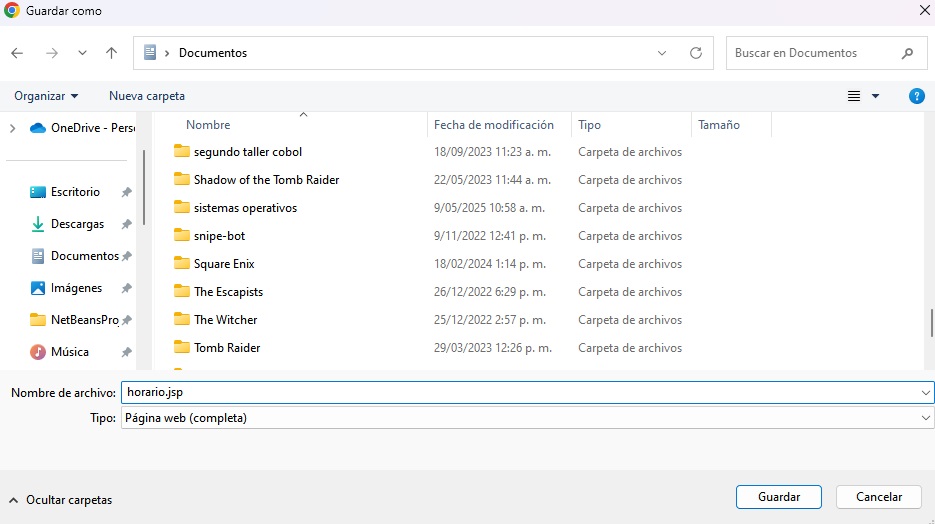 Guardar como
Documentos
Buscar en Documentos
Organizar
Nueva carpeta
?
OneDrive - Pers
Nombre
Fecha de modificación
Tipo
Tamaño
segundo taller cobol 18/09/2023 11:23 a. m. Carpeta de archivos
Shadow of the Tomb Raider 22/05/2023 11:44 a. m. Carpeta de archivos
sistemas operativos 9/05/2025 10:58 a. m. Carpeta de archivos
snipe-bot 9/11/2022 12:41 p. m. Carpeta de archivos
Square Enix 18/02/2024 1:14 p. m. Carpeta de archivos
The Escapists 26/12/2022 6:29 p. m. Carpeta de archivos
The Witcher 25/12/2022 2:57 p. m. Carpeta de archivos
Tomb Raider 29/03/2023 12:26 p. m. Carpeta de archivos
Escritorio
Descargas
Documentos
Imágenes
NetBeansPro
Música
Nombre de archivo: horario.jsp
Tipo: Página web (completa)
Ocultar carpetas
Guardar
Cancelar